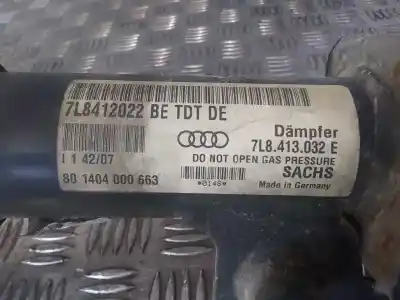 7L8412022 BE TDT DE
Dämpfer
7L8.413.032 E
I 1 42/07
DO NOT OPEN GAS PRESSURE
SACHS
80 1404 000 663
*0148*
Made in Germany